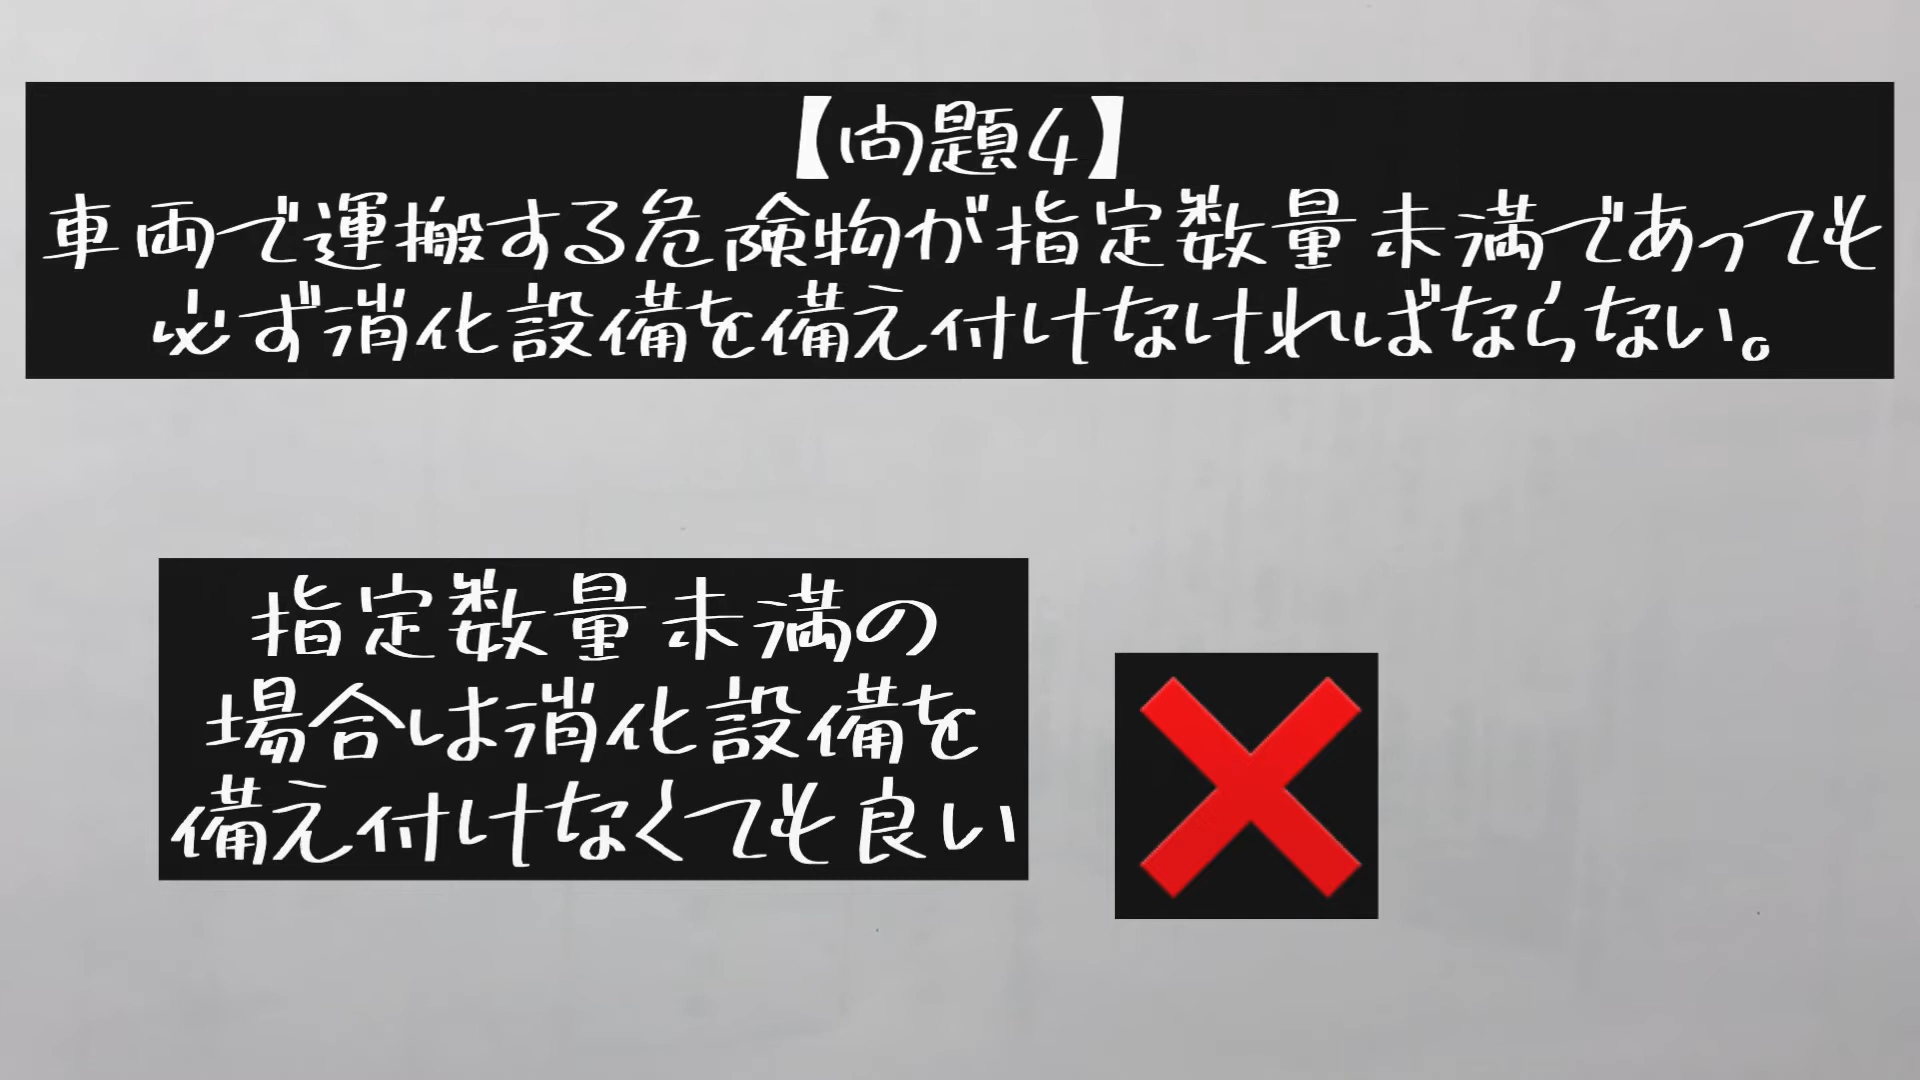 【問題4】
車両で運搬する危険物が指定数量未満であっても
必ず消化設備を備え付けなければならない。
指定数量未満の
場合は消化設備を
備え付けなくても良い